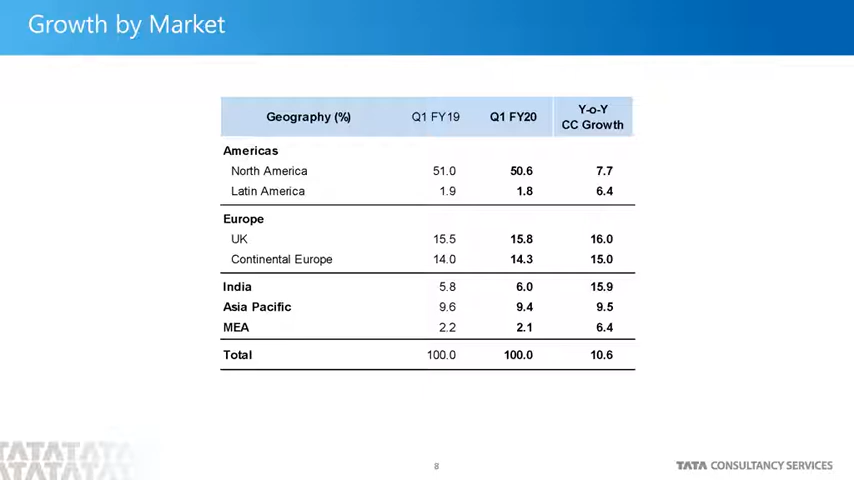 Growth by Market
Geography (%) Q1 FY19 Q1 FY20 Y-o-Y CC Growth
Americas
North America 51.0 50.6 7.7
Latin America 1.9 1.8 6.4
Europe
UK 15.5 15.8 16.0
Continental Europe 14.0 14.3 15.0
India 5.8 6.0 15.9
Asia Pacific 9.6 9.4 9.5
MEA 2.2 2.1 6.4
Total 100.0 100.0 10.6
8
TATA CONSULTANCY SERVICES